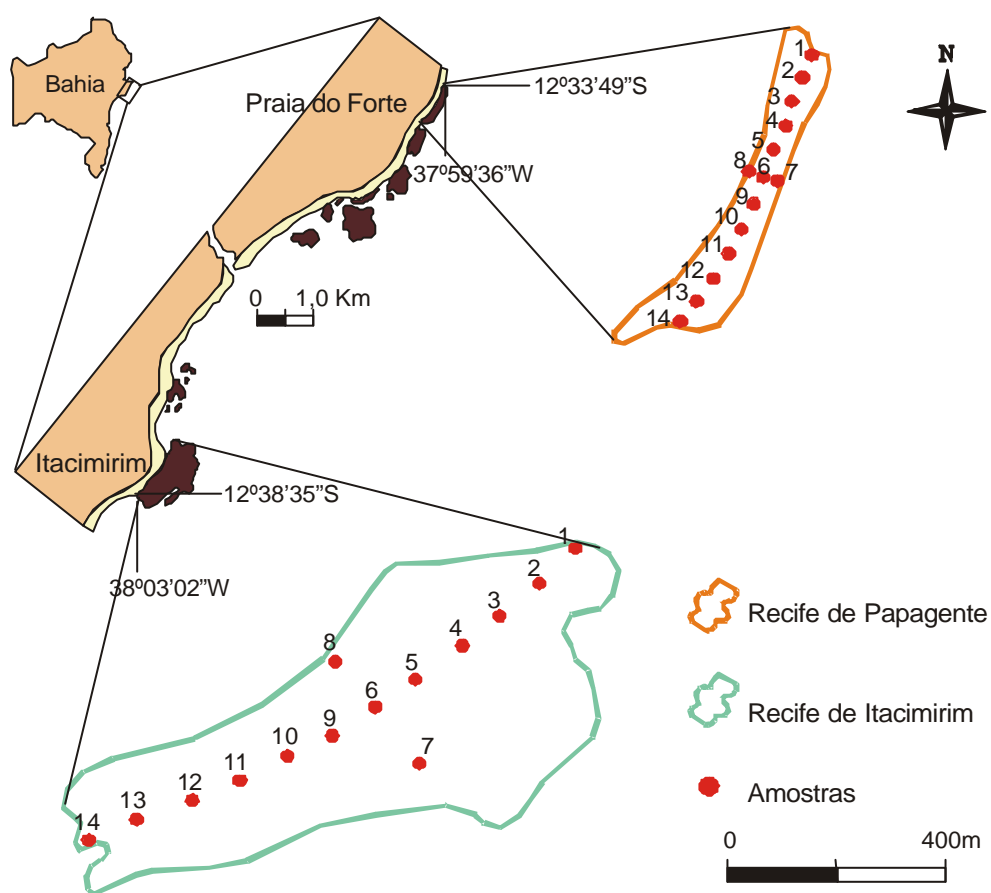 Bahia
Praia do Forte
12º33'49"S
37º59'36"W
N
1
2
3
4
5
8
6
7
9
10
11
12
13
14
0 1,0 Km
Itacimirim
12º38'35"S
38º03'02"W
1
2
3
4
8
5
6
9
7
10
11
12
13
14
Recife de Papagente
Recife de Itacimirim
Amostras
0 400m